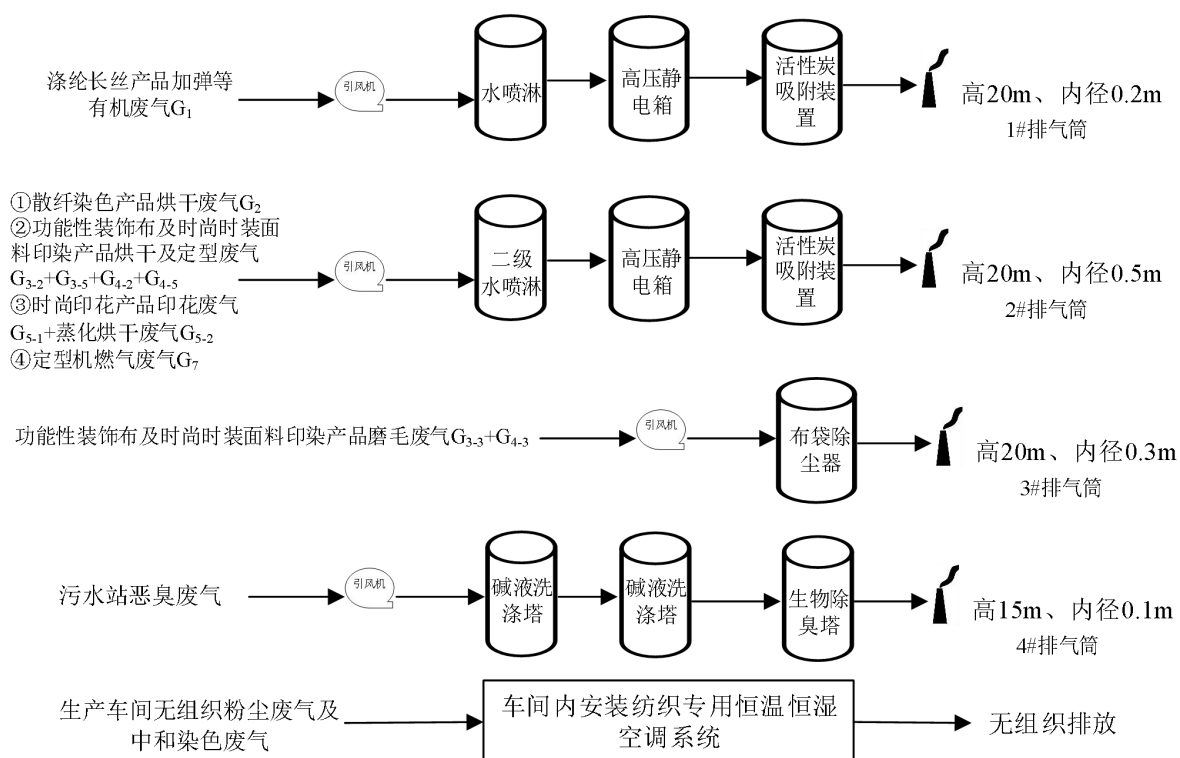 涤纶长丝产品加弹等
有机废气G₁
引风机
水喷淋
高压静
电箱
活性炭
吸附装
置
高20m、内径0.2m
1#排气筒
①散纤染色产品烘干废气G₂
②功能性装饰布及时尚时装面
料印染产品烘干及定型废气
G₃₋₂+G₃₋₅+G₄₋₂+G₄₋₅
③时尚印花产品印花废气
G₅₋₁+蒸化烘干废气G₅₋₂
④定型机燃气废气G₇
引风机
二级
水喷淋
高压静
电箱
活性炭
吸附装
置
高20m、内径0.5m
2#排气筒
功能性装饰布及时尚时装面料印染产品磨毛废气G₃₋₃+G₄₋₃
引风机
布袋除
尘器
高20m、内径0.3m
3#排气筒
污水站恶臭废气
引风机
碱液洗
涤塔
碱液洗
涤塔
生物除
臭塔
高15m、内径0.1m
4#排气筒
生产车间无组织粉尘废气及
中和染色废气
车间内安装纺织专用恒温恒湿
空调系统
无组织排放